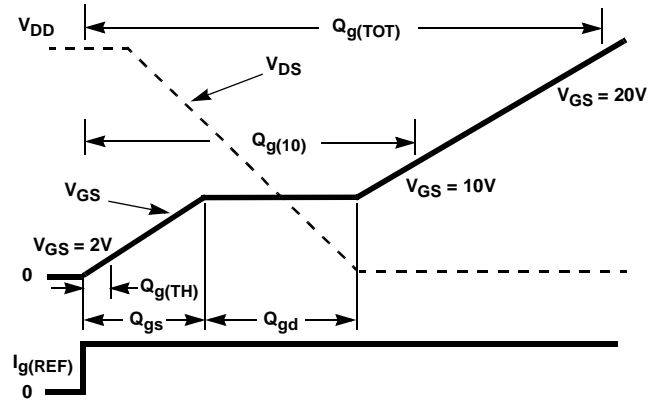 V_DD
Q_g(TOT)
V_DS
V_GS = 20V
Q_g(10)
V_GS
V_GS = 10V
V_GS = 2V
0
Q_g(TH)
Q_gs
Q_gd
I_g(REF)
0